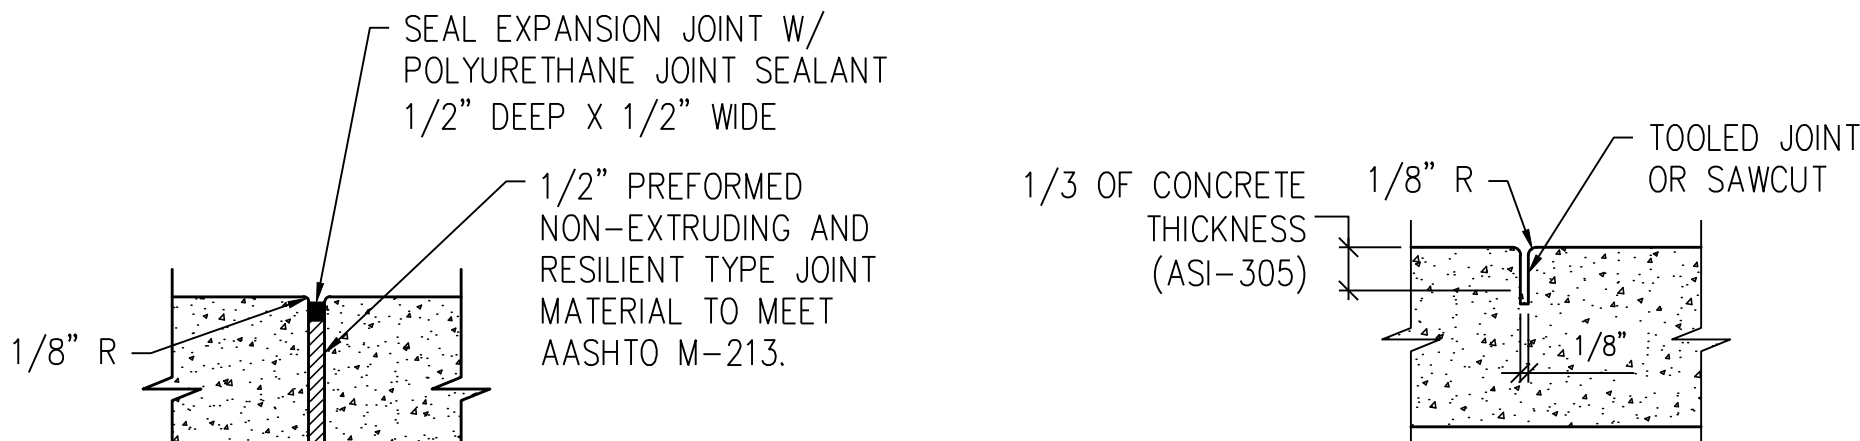 SEAL EXPANSION JOINT W/
POLYURETHANE JOINT SEALANT
1/2" DEEP X 1/2" WIDE
1/2" PREFORMED
NON-EXTRUDING AND
RESILIENT TYPE JOINT
MATERIAL TO MEET
AASHTO M-213.
1/8" R
1/3 OF CONCRETE
THICKNESS
(ASI-305)
1/8" R
TOOLED JOINT
OR SAWCUT
1/8"